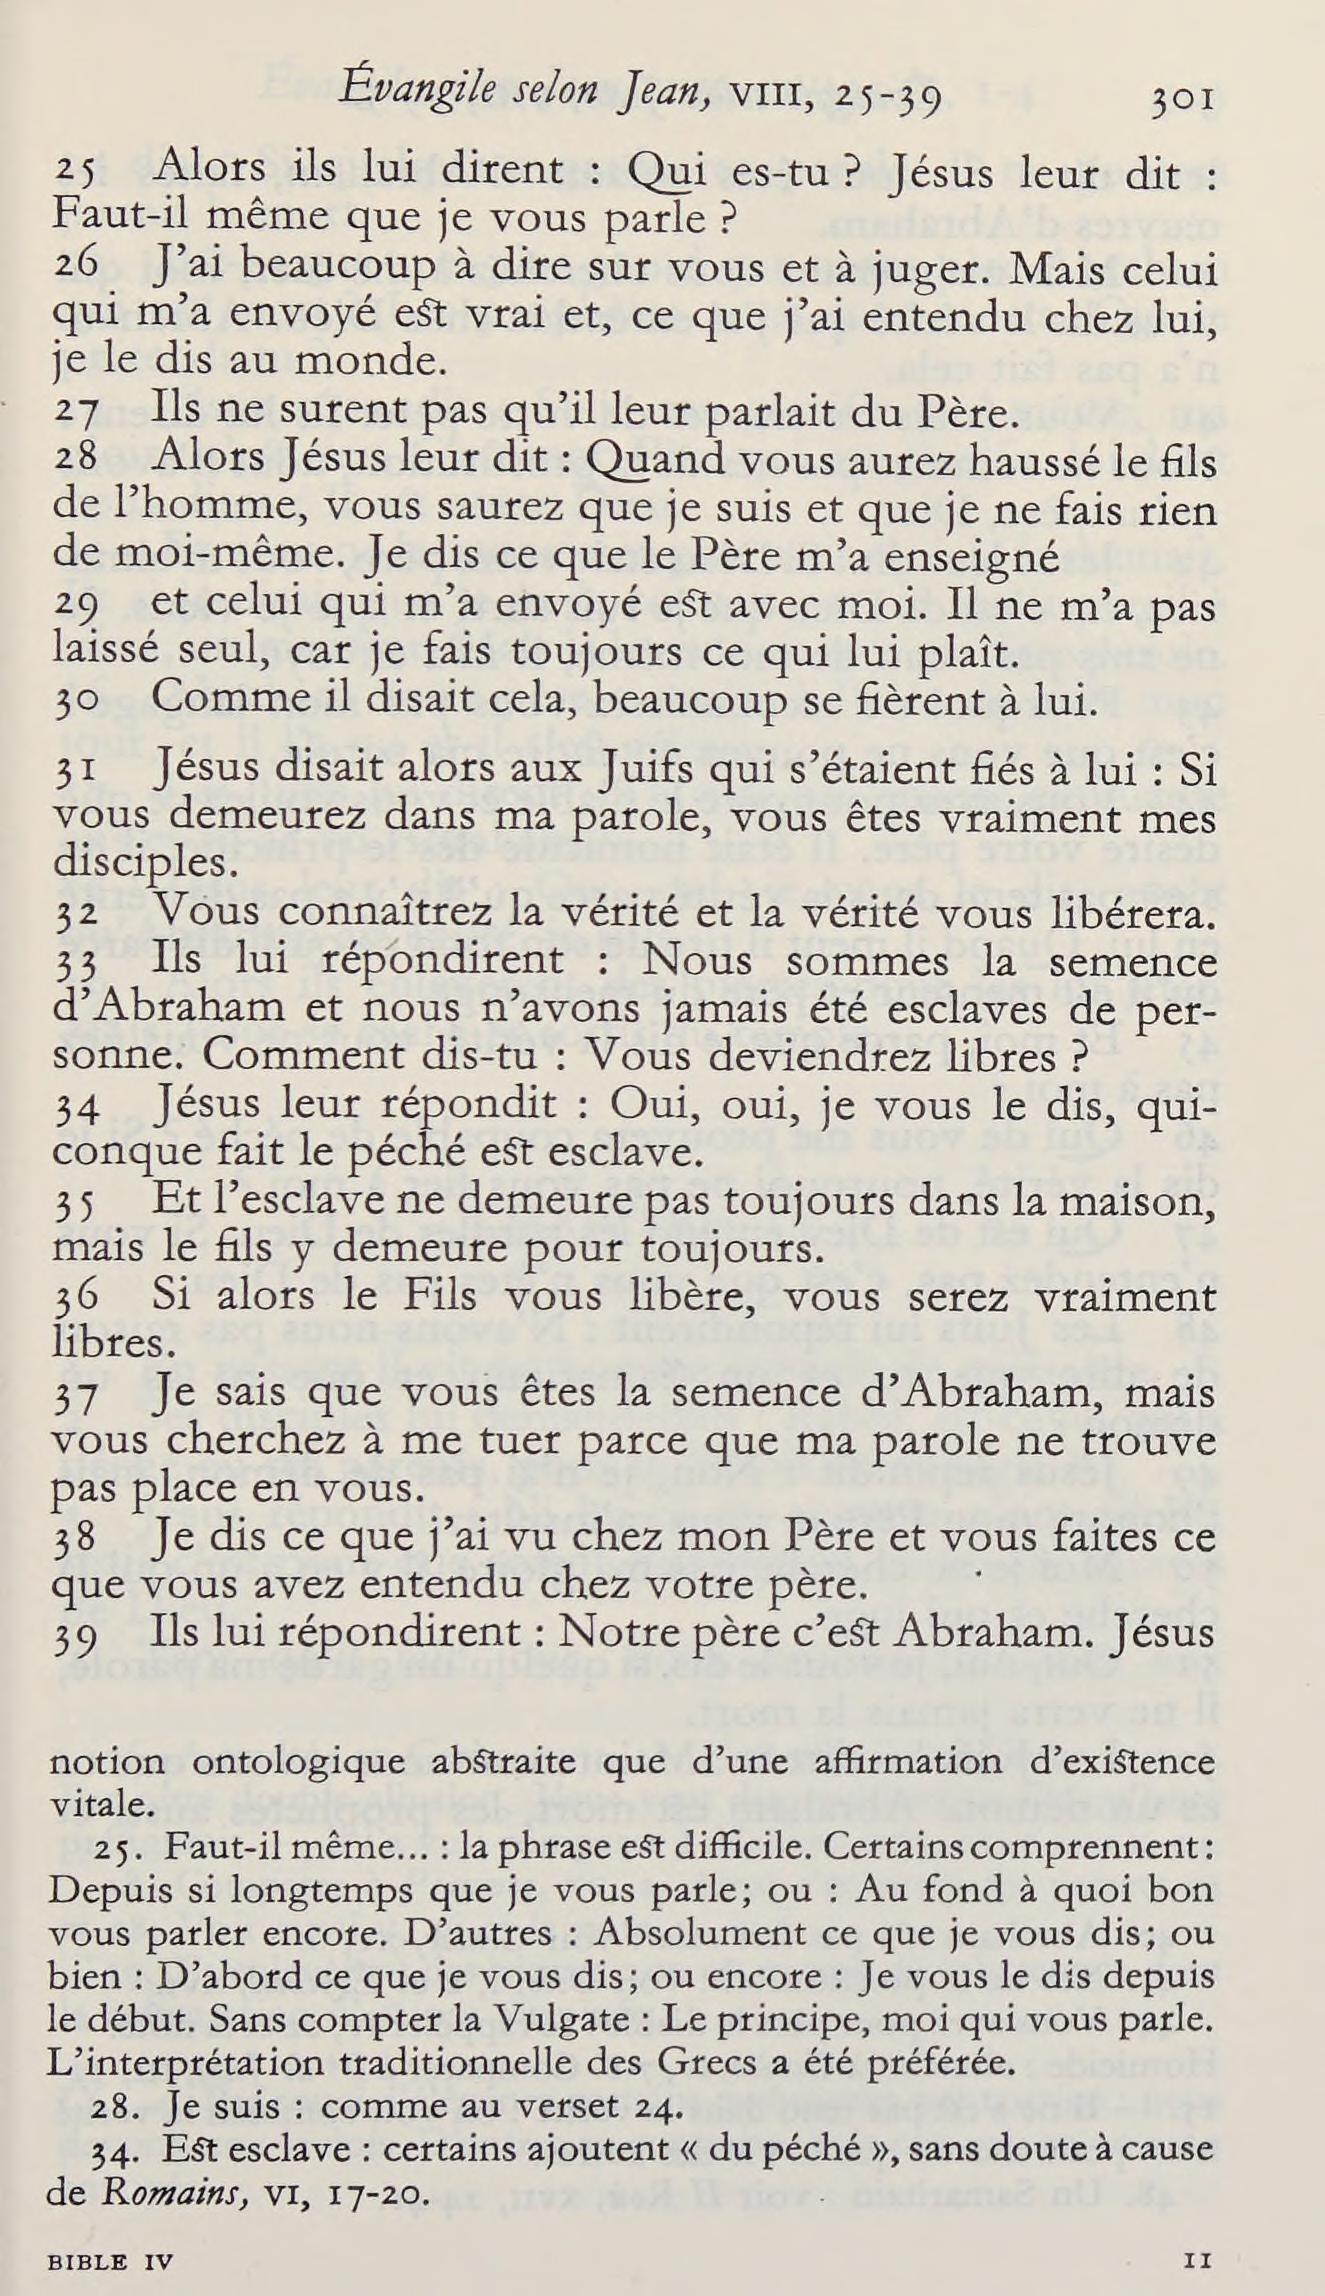 Évangile selon Jean, VIII, 25-39 301
25 Alors ils lui dirent : Qui es-tu ? Jésus leur dit :
Faut-il même que je vous parle ?
26 J’ai beaucoup à dire sur vous et à juger. Mais celui
qui m’a envoyé est vrai et, ce que j’ai entendu chez lui,
je le dis au monde.
27 Ils ne surent pas qu’il leur parlait du Père.
28 Alors Jésus leur dit : Quand vous aurez haussé le fils
de l’homme, vous saurez que je suis et que je ne fais rien
de moi-même. Je dis ce que le Père m’a enseigné
29 et celui qui m’a envoyé est avec moi. Il ne m’a pas
laissé seul, car je fais toujours ce qui lui plaît.
30 Comme il disait cela, beaucoup se fièrent à lui.
31 Jésus disait alors aux Juifs qui s’étaient fiés à lui : Si
vous demeurez dans ma parole, vous êtes vraiment mes
disciples.
32 Vous connaîtrez la vérité et la vérité vous libérera.
33 Ils lui répondirent : Nous sommes la semence
d’Abraham et nous n’avons jamais été esclaves de per-
sonne. Comment dis-tu : Vous deviendrez libres ?
34 Jésus leur répondit : Oui, oui, je vous le dis, qui-
conque fait le péché est esclave.
35 Et l’esclave ne demeure pas toujours dans la maison,
mais le fils y demeure pour toujours.
36 Si alors le Fils vous libère, vous serez vraiment
libres.
37 Je sais que vous êtes la semence d’Abraham, mais
vous cherchez à me tuer parce que ma parole ne trouve
pas place en vous.
38 Je dis ce que j’ai vu chez mon Père et vous faites ce
que vous avez entendu chez votre père.
39 Ils lui répondirent : Notre père c’est Abraham. Jésus
notion ontologique abstraite que d’une affirmation d’existence
vitale.
25. Faut-il même... : la phrase est difficile. Certains comprennent :
Depuis si longtemps que je vous parle; ou : Au fond à quoi bon
vous parler encore. D’autres : Absolument ce que je vous dis; ou
bien : D’abord ce que je vous dis; ou encore : Je vous le dis depuis
le début. Sans compter la Vulgate : Le principe, moi qui vous parle.
L’interprétation traditionnelle des Grecs a été préférée.
28. Je suis : comme au verset 24.
34. Est esclave : certains ajoutent « du péché », sans doute à cause
de Romains, VI, 17-20.
BIBLE IV 11